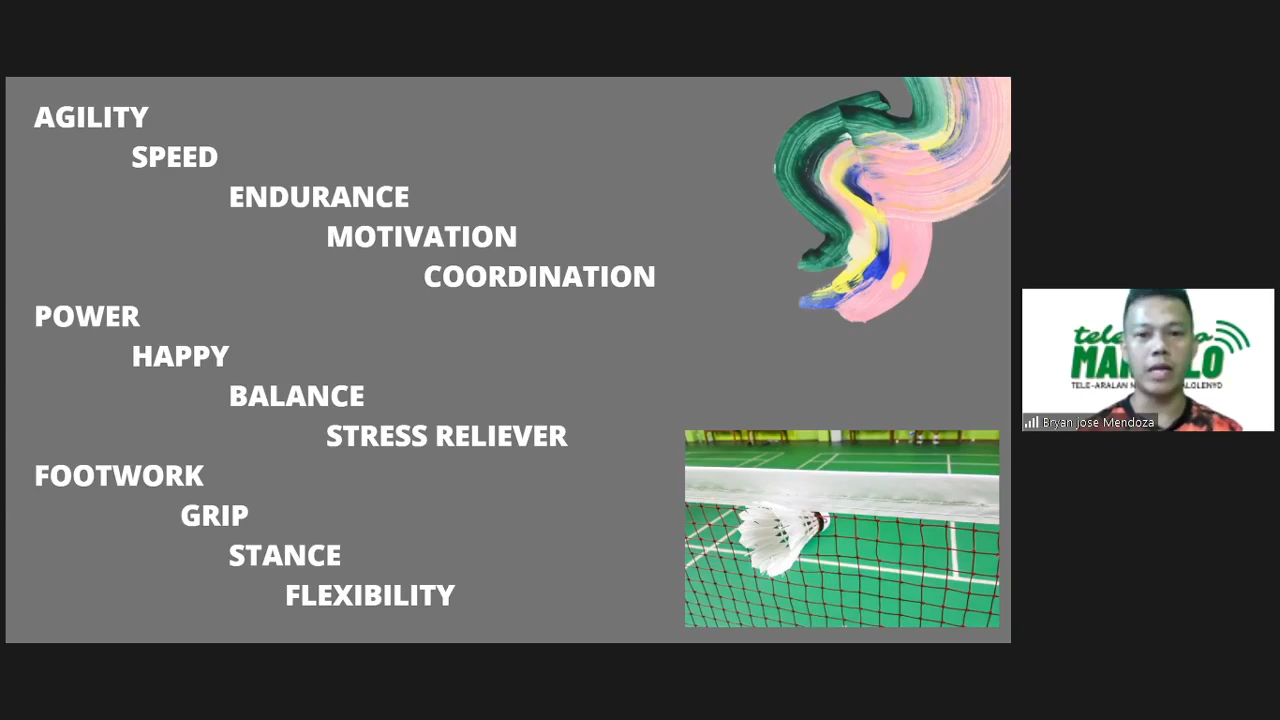 AGILITY
SPEED
ENDURANCE
MOTIVATION
COORDINATION
POWER
HAPPY
BALANCE
STRESS RELIEVER
FOOTWORK
GRIP
STANCE
FLEXIBILITY
Bryan Jose Mendoza